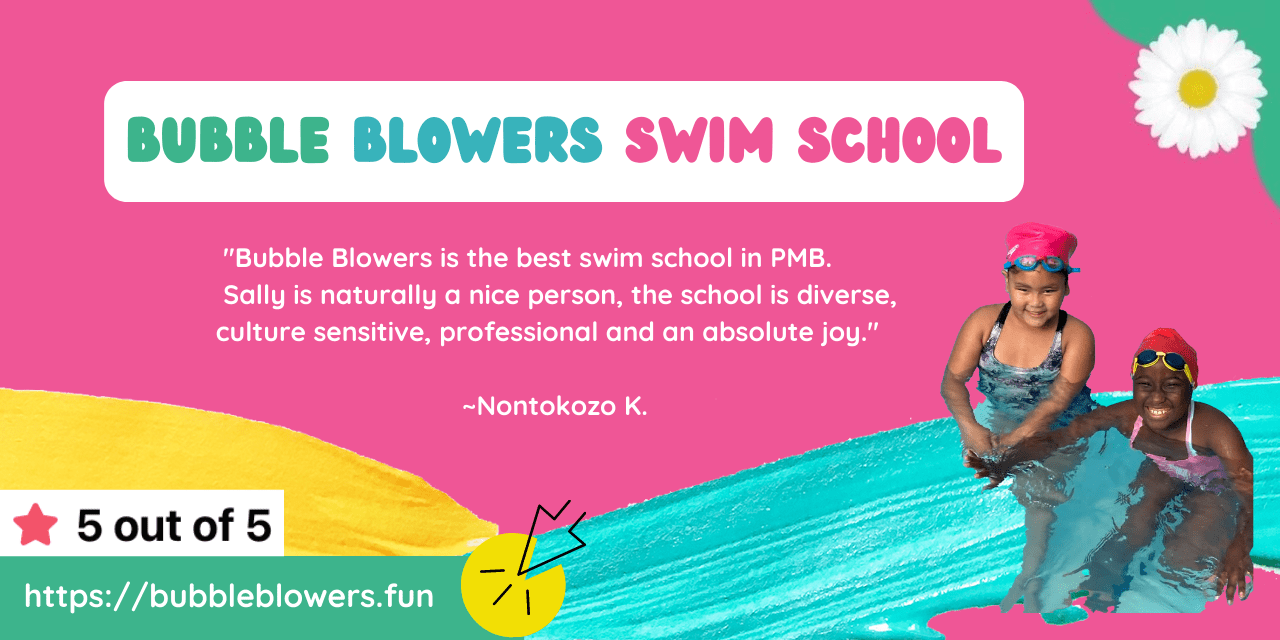 BUBBLE BLOWERS SWIM SCHOOL
"Bubble Blowers is the best swim school in PMB.
Sally is naturally a nice person, the school is diverse,
culture sensitive, professional and an absolute joy."
~Nontokozo K.
5 out of 5
https://bubbleblowers.fun